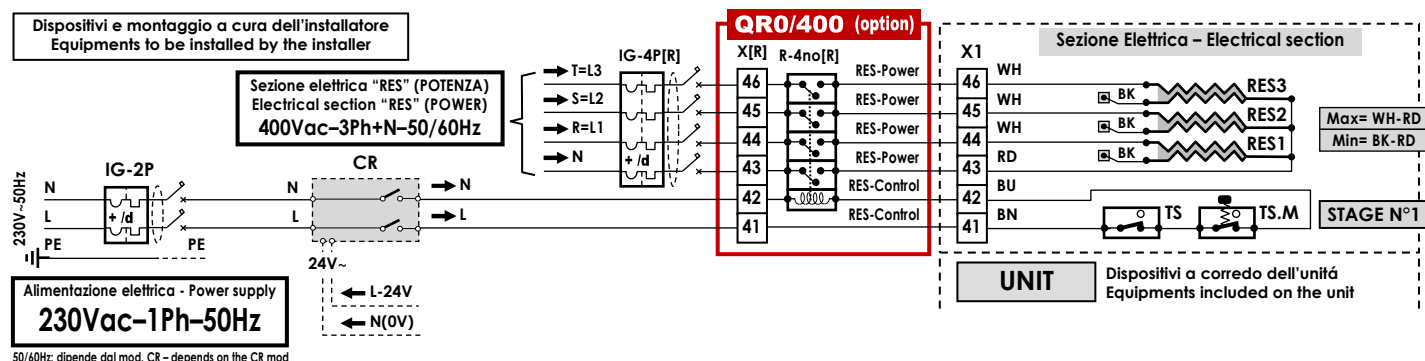 Dispositivi e montaggio a cura dell'installatore
Equipments to be installed by the installer
Sezione elettrica "RES" (POTENZA)
Electrical section "RES" (POWER)
400Vac–3Ph+N–50/60Hz
T=L3
S=L2
R=L1
N
IG-4P[R]
+ /d
QR0/400 (option)
X[R]
R-4no[R]
46
45
44
43
42
41
RES-Power
RES-Power
RES-Power
RES-Power
RES-Control
RES-Control
Sezione Elettrica – Electrical section
X1
46
45
44
43
42
41
WH
WH
WH
RD
BU
BN
BK
BK
BK
RES3
RES2
RES1
Max= WH-RD
Min= BK-RD
TS
TS.M
STAGE N°1
UNIT
Dispositivi a corredo dell'unitá
Equipments included on the unit
230V~50Hz
N
L
PE
IG-2P
+ /d
PE
N
L
CR
N
L
24V~
L-24V
N(0V)
Alimentazione elettrica - Power supply
230Vac–1Ph–50Hz
50/60Hz: dipende dal mod. CR – depends on the CR mod